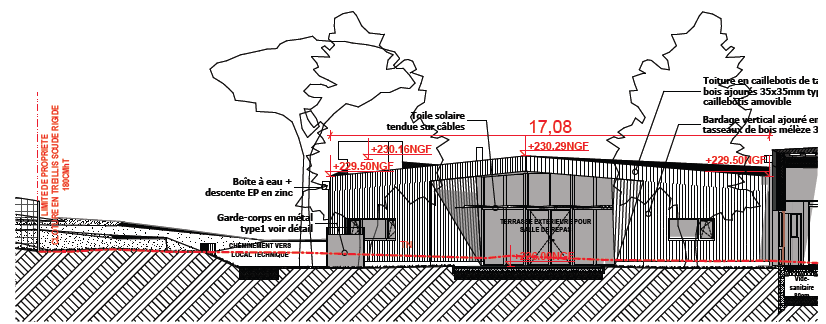 Toiture en caillebotis de ta
bois ajourés 35x35mm typ
caillebotis amovible
Toile solaire
tendue sur câbles
Bardage vertical ajouré en
tasseaux de bois mélèze 3
17,08
+230.16NGF
+230.29NGF
+229.50NGF
+229.50NGF
LIMITE DE PROPRIETE
EN TREILLIS SOUDE RIGIDE
180CM
Boîte à eau +
descente EP en zinc
Garde-corps en métal
type1 voir détail
TERRASSE EXTERIEURE POUR
SALLE DE REPAS
CHEMINEMENT VERS
LOCAL TECHNIQUE
Vide-
sanitaire